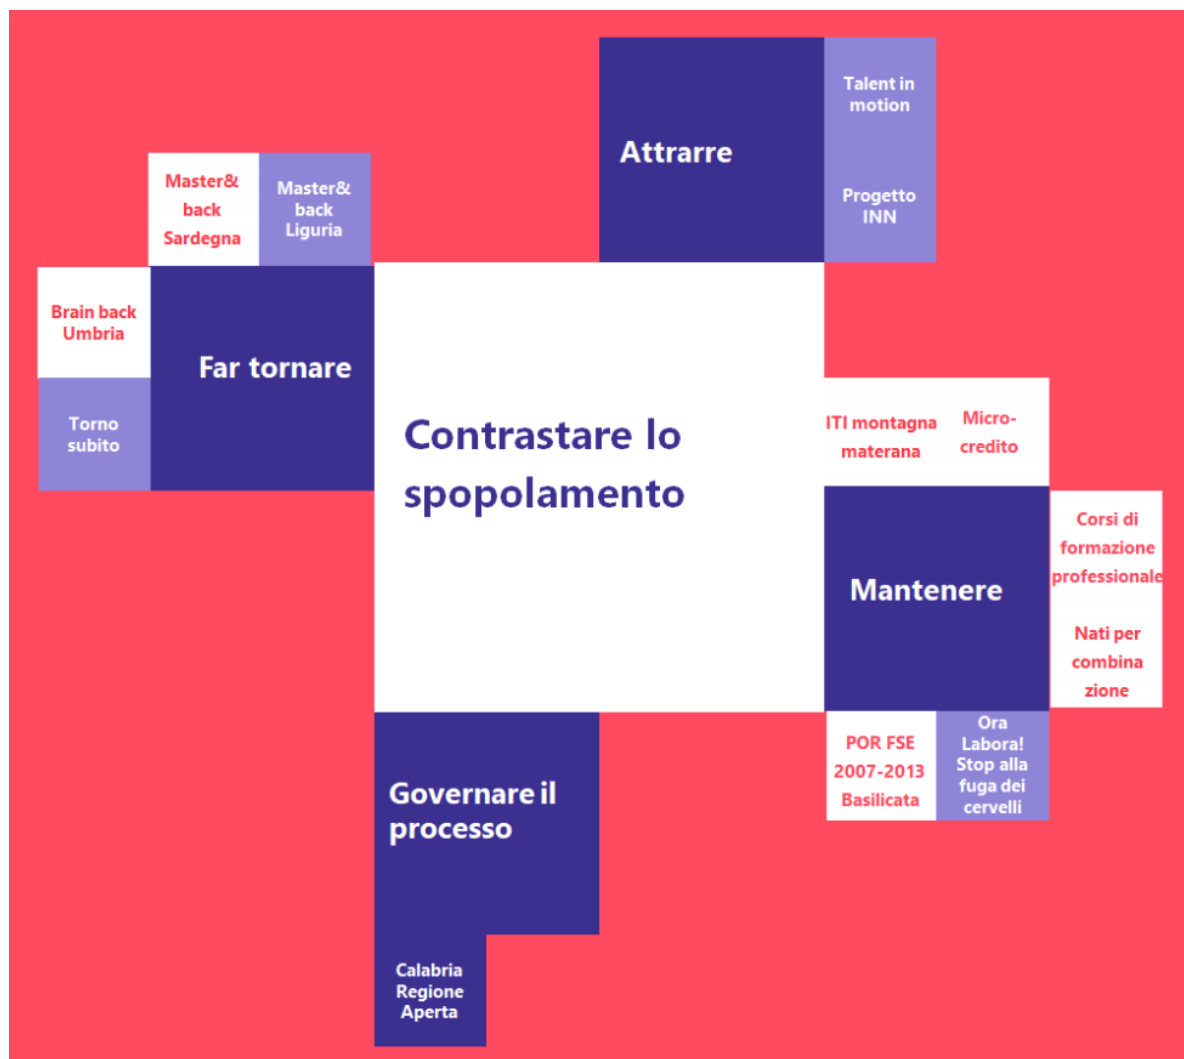 Attrarre
Talent in
motion
Progetto
INN
Master&
back
Sardegna
Master&
back
Liguria
Brain back
Umbria
Far tornare
Torno
subito
Contrastare lo
spopolamento
ITI montagna
materana
Micro-
credito
Mantenere
Corsi di
formazione
professionale
Nati per
combina
zione
POR FSE
2007-2013
Basilicata
Ora
Labora!
Stop alla
fuga dei
cervelli
Governare il
processo
Calabria
Regione
Aperta